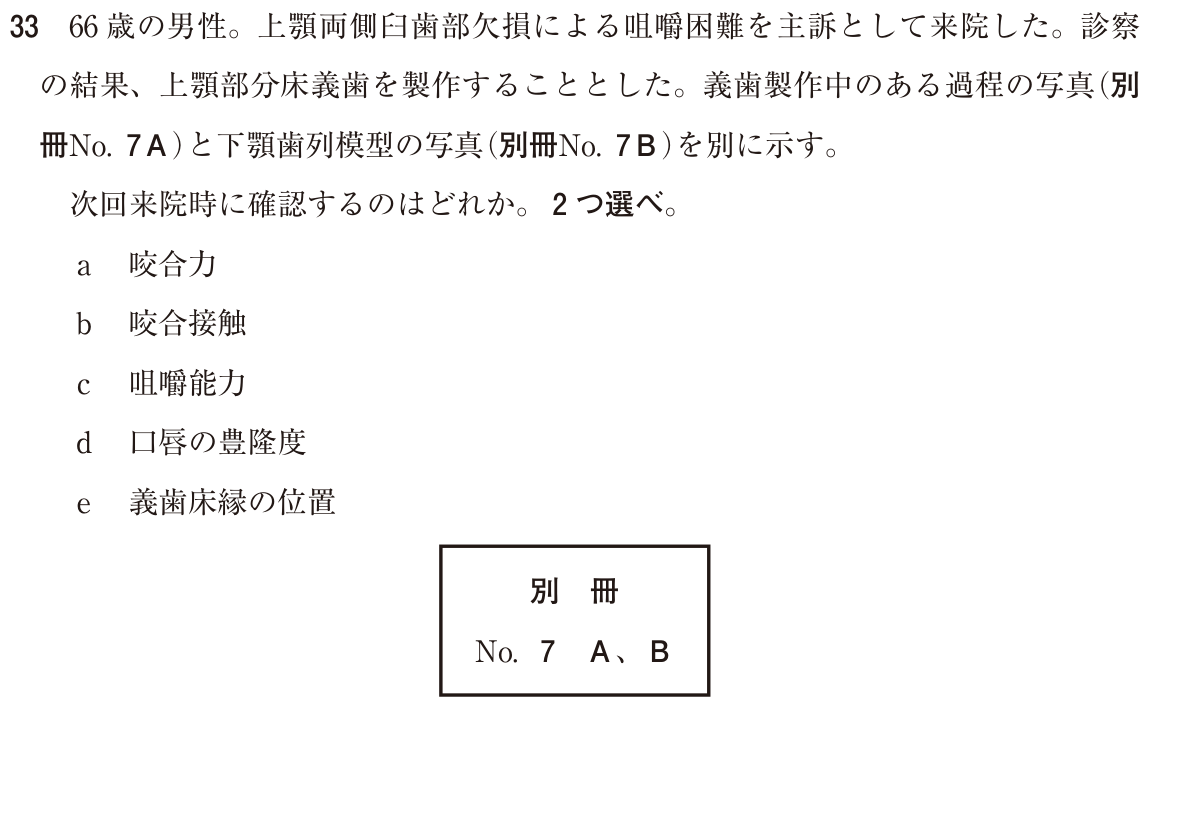 33 66歳の男性。上顎両側臼歯部欠損による咀嚼困難を主訴として来院した。診察
の結果、上顎部分床義歯を製作することとした。義歯製作中のある過程の写真(別
冊No. 7A)と下顎歯列模型の写真(別冊No. 7B)を別に示す。
次回来院時に確認するのはどれか。2つ選べ。
a 咬合力
b 咬合接触
c 咀嚼能力
d 口唇の豊隆度
e 義歯床縁の位置
別 冊
No. 7 A、B